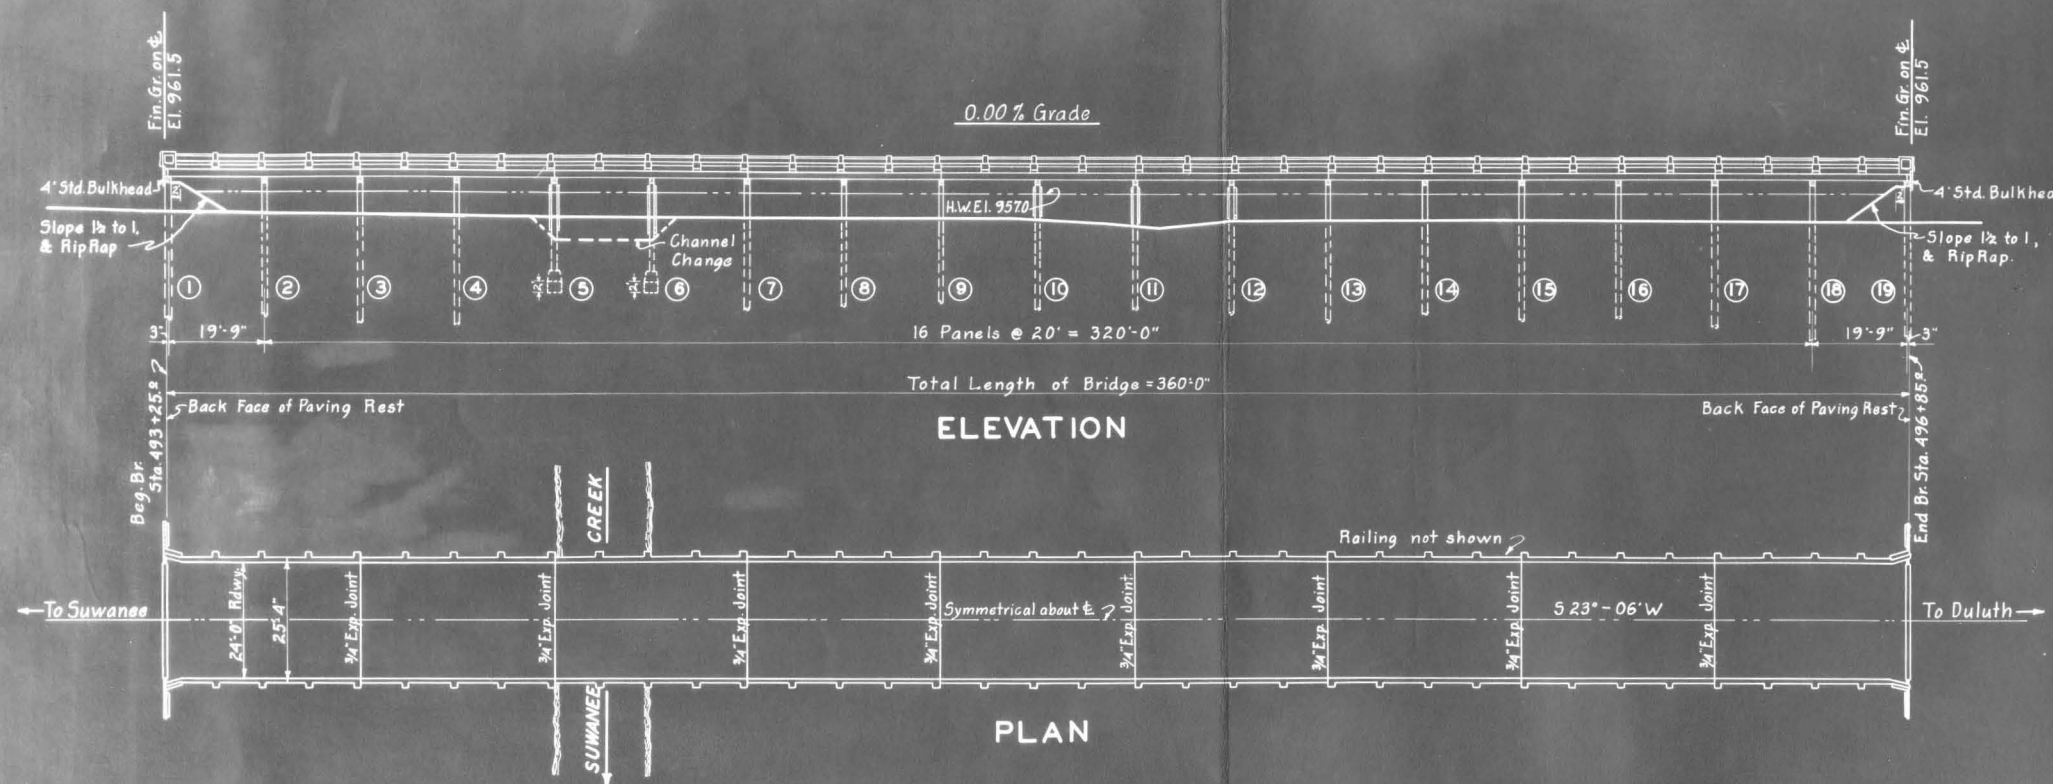 Fin. Gr. on ℄
El. 961.5
Fin. Gr. on ℄
El. 961.5
0.00% Grade
4' Std. Bulkhead
4' Std. Bulkhead
H.W.El. 957.0
Slope 1½ to 1,
& Rip Rap
Channel
Change
Slope 1½ to 1,
& Rip Rap.
1 2 3 4 5 6 7 8 9 10 11 12 13 14 15 16 17 18 19
3" 19'-9" 16 Panels @ 20' = 320'-0" 19'-9" 3"
Total Length of Bridge = 360'-0"
Back Face of Paving Rest
Back Face of Paving Rest
Beg. Br.
Sta. 493+25.0
End Br. Sta. 496+85.0
ELEVATION
CREEK
Railing not shown
To Suwanee
24'-0" Rdwy.
25'-4"
3/4" Exp. Joint
3/4" Exp. Joint
3/4" Exp. Joint
3/4" Exp. Joint
Symmetrical about ℄
3/4" Exp. Joint
3/4" Exp. Joint
3/4" Exp. Joint
S 23°-06' W
3/4" Exp. Joint
To Duluth
SUWANEE
PLAN